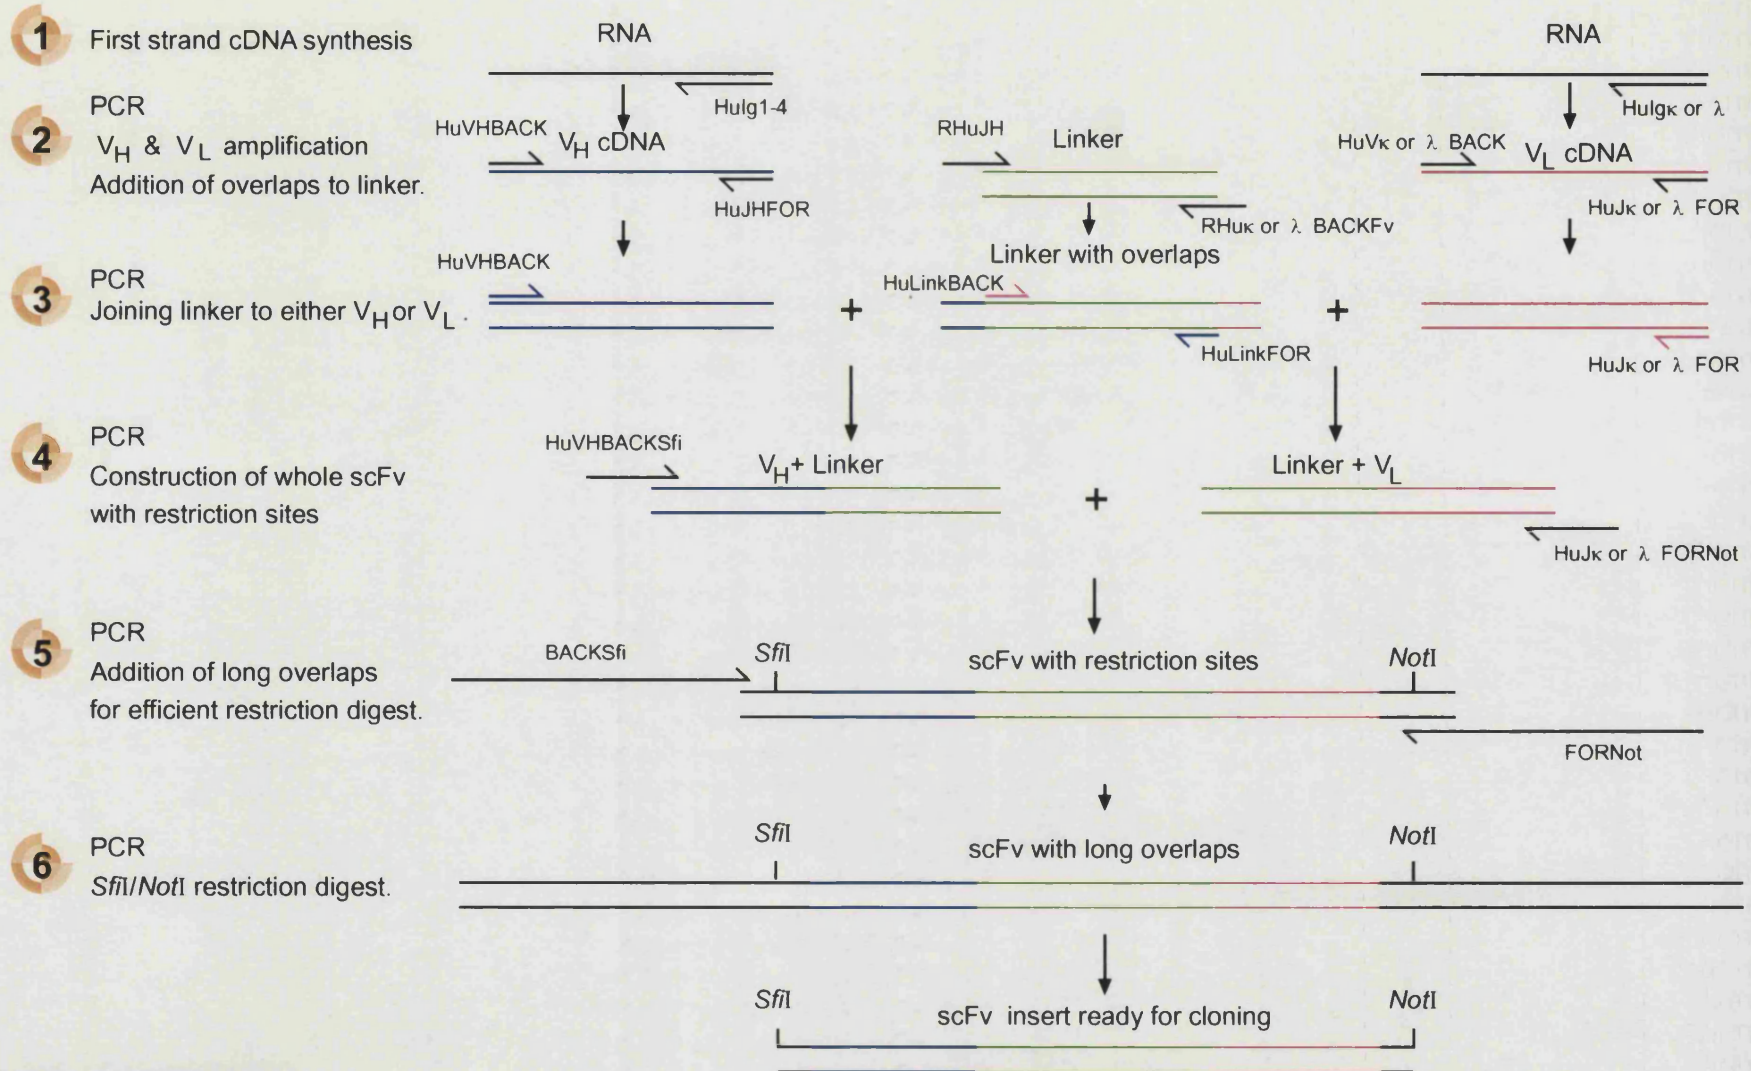 1
First strand cDNA synthesis
RNA
RNA
HuIg1-4
HuIgκ or λ
2
PCR
VH & VL amplification
Addition of overlaps to linker.
HuVHBACK
VH cDNA
HuJHFOR
RHuJH
Linker
RHuκ or λ BACKFv
HuVκ or λ BACK
VL cDNA
HuJκ or λ FOR
Linker with overlaps
3
PCR
Joining linker to either VH or VL .
HuVHBACK
+
HuLinkBACK
HuLinkFOR
+
HuJκ or λ FOR
4
PCR
Construction of whole scFv
with restriction sites
HuVHBACKSfi
VH+ Linker
+
Linker + VL
HuJκ or λ FORNot
5
PCR
Addition of long overlaps
for efficient restriction digest.
BACKSfi
SfiI
scFv with restriction sites
NotI
FORNot
6
PCR
SfiI/NotI restriction digest.
SfiI
scFv with long overlaps
NotI
SfiI
scFv insert ready for cloning
NotI